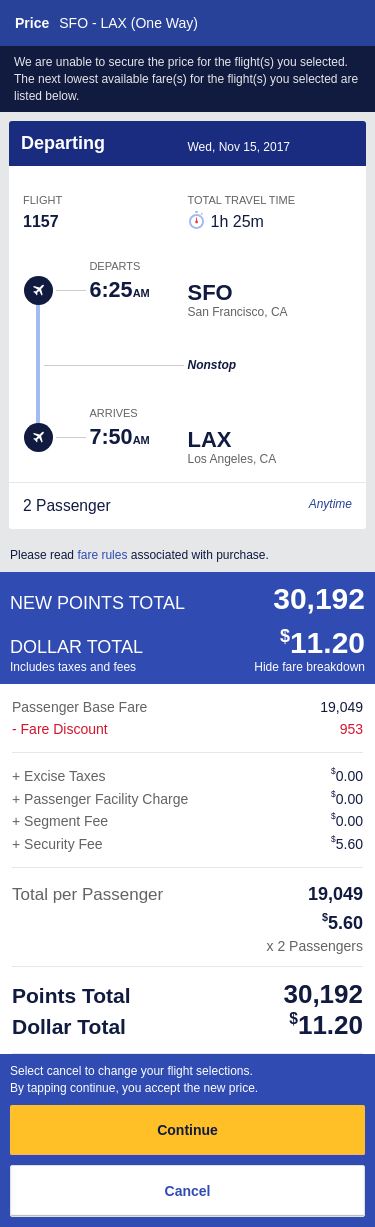 Price SFO - LAX (One Way)
We are unable to secure the price for the flight(s) you selected.
The next lowest available fare(s) for the flight(s) you selected are
listed below.
Departing Wed, Nov 15, 2017
FLIGHT TOTAL TRAVEL TIME
1157 1h 25m
DEPARTS
6:25AM SFO
San Francisco, CA
Nonstop
ARRIVES
7:50AM LAX
Los Angeles, CA
2 Passenger Anytime
Please read fare rules associated with purchase.
NEW POINTS TOTAL 30,192
DOLLAR TOTAL $11.20
Includes taxes and fees Hide fare breakdown
Passenger Base Fare 19,049
- Fare Discount 953
+ Excise Taxes $0.00
+ Passenger Facility Charge $0.00
+ Segment Fee $0.00
+ Security Fee $5.60
Total per Passenger 19,049
$5.60
x 2 Passengers
Points Total 30,192
Dollar Total $11.20
Select cancel to change your flight selections.
By tapping continue, you accept the new price.
Continue
Cancel